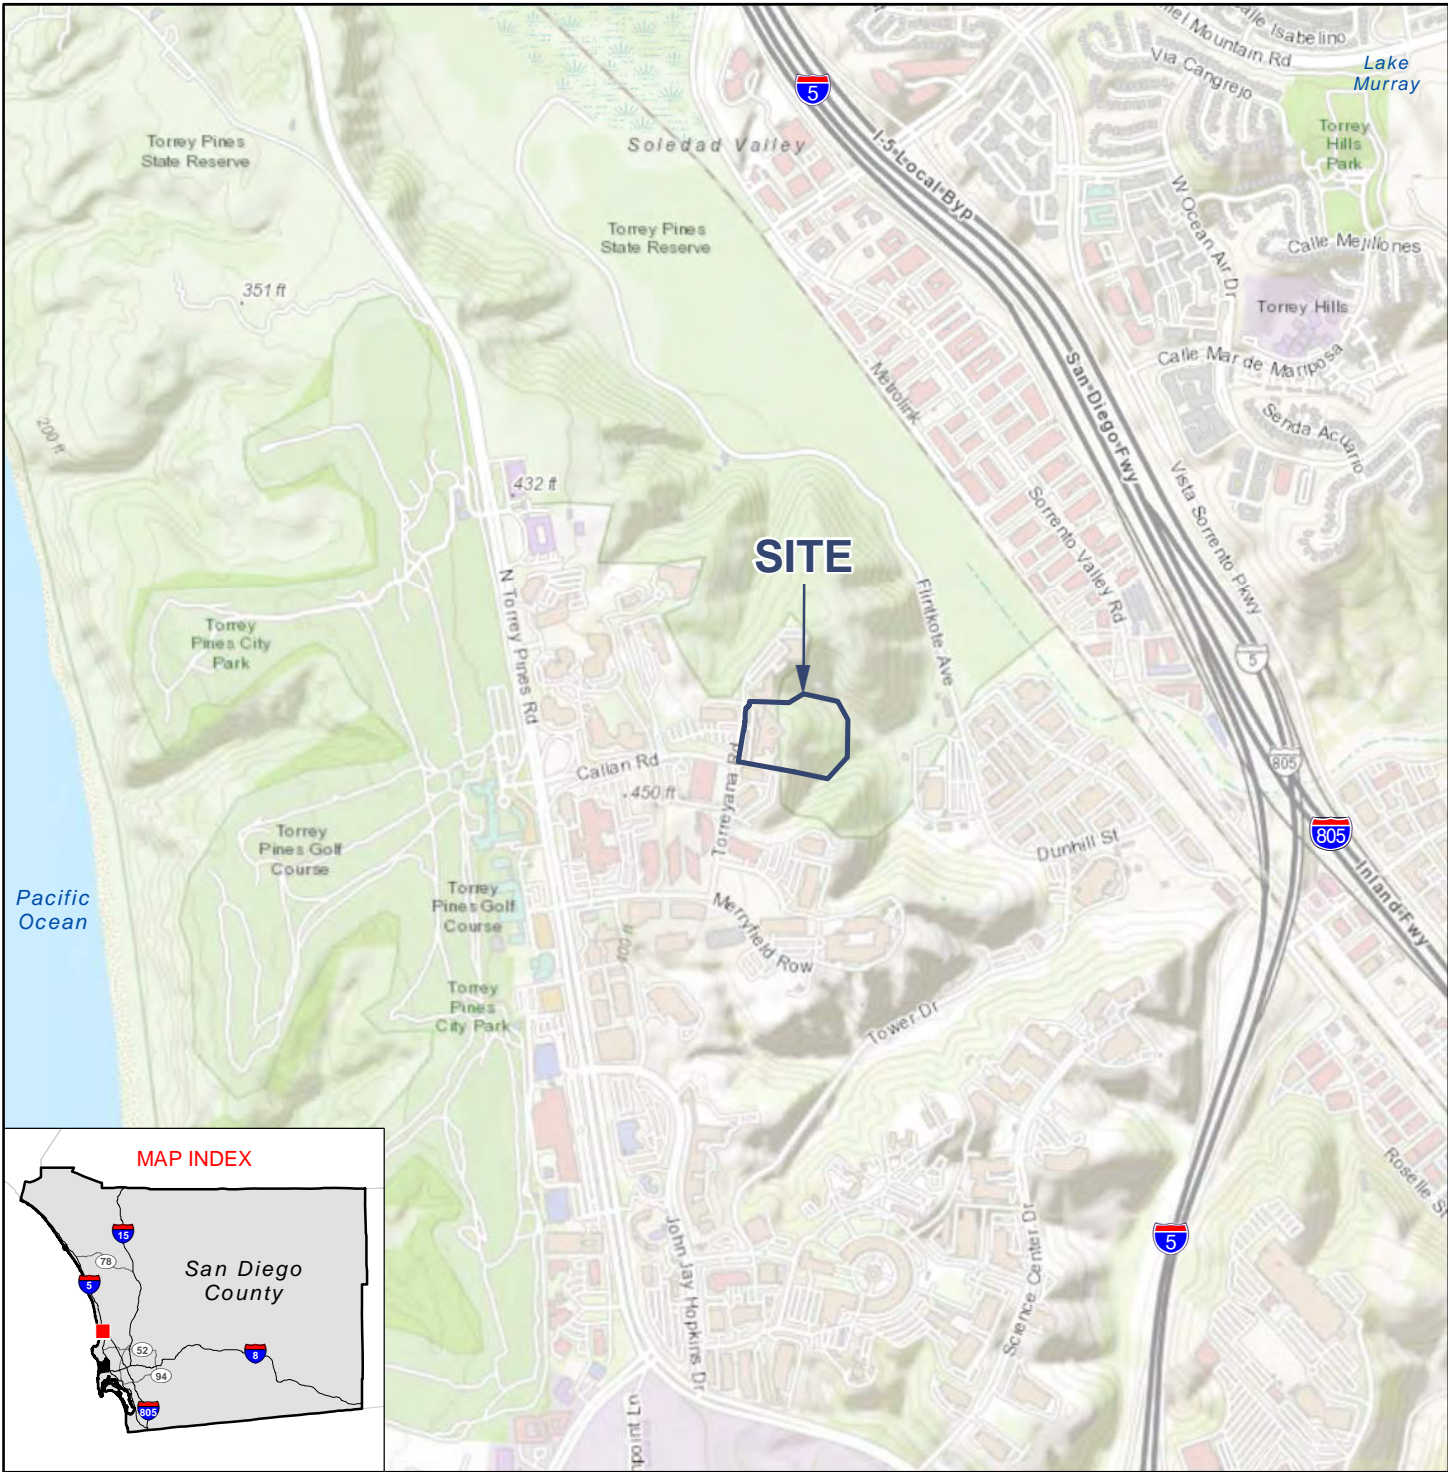 Calle Isabelino
Mountain Rd
Via Cangrejo
Lake
Murray
5
I-5-Local-Byp
Torrey
Hills
Park
Torrey Pines
State Reserve
Soledad Valley
Torrey Pines
State Reserve
W Ocean Air Dr
Calle Mejillones
351 ft
Torrey Hills
Metrolink
San-Diego-Fwy
Calle Mar de Mariposa
Senda Acuario
200 ft
432 ft
Vista Sorrento Pkwy
Sorrento Valley Rd
SITE
N Torrey Pines Rd
Flintkote Ave
Torrey
Pines City
Park
5
Callan Rd
450 ft
Torreyana Rd
805
Torrey
Pines Golf
Course
Dunhill St
805
Inland-Fwy
Pacific
Ocean
Torrey
Pines Golf
Course
Merryfield Row
400 ft
Torrey
Pines
City Park
Tower Dr
Roselle St
John Jay Hopkins Dr
Science Center Dr
5
point Ln
MAP INDEX
15
78
San Diego
County
5
52
8
94
805